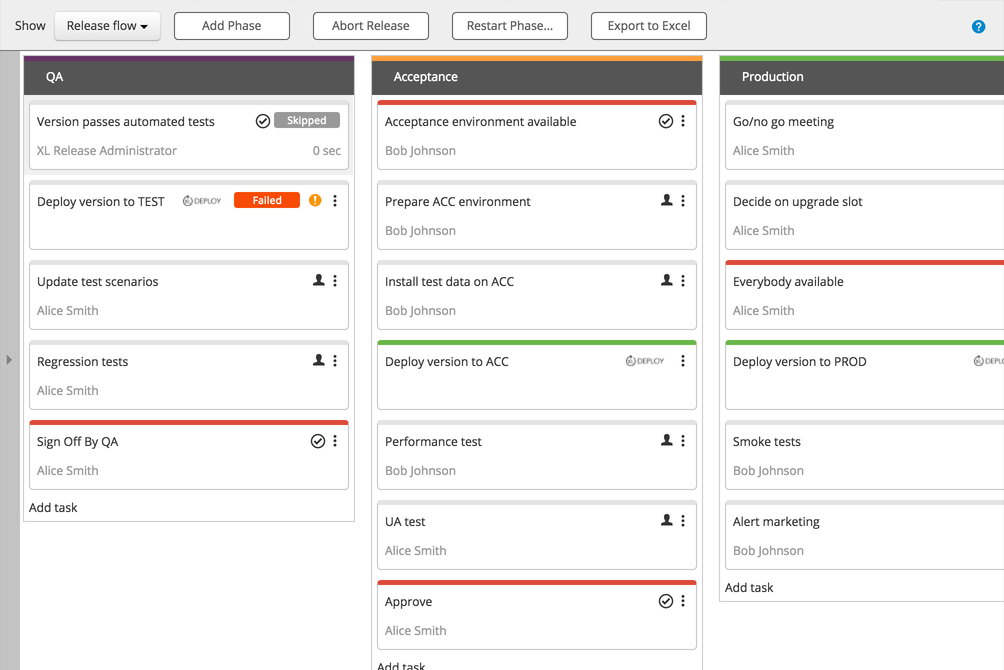 Show
Release flow
Add Phase
Abort Release
Restart Phase...
Export to Excel
?
QA
Version passes automated tests
Skipped
XL Release Administrator
0 sec
Deploy version to TEST
DEPLOY
Failed
!
Update test scenarios
Alice Smith
Regression tests
Alice Smith
Sign Off By QA
Alice Smith
Add task
Acceptance
Acceptance environment available
Bob Johnson
Prepare ACC environment
Bob Johnson
Install test data on ACC
Bob Johnson
Deploy version to ACC
DEPLOY
Performance test
Bob Johnson
UA test
Alice Smith
Approve
Alice Smith
Add task
Production
Go/no go meeting
Alice Smith
Decide on upgrade slot
Alice Smith
Everybody available
Alice Smith
Deploy version to PROD
DEPLO
Smoke tests
Bob Johnson
Alert marketing
Bob Johnson
Add task